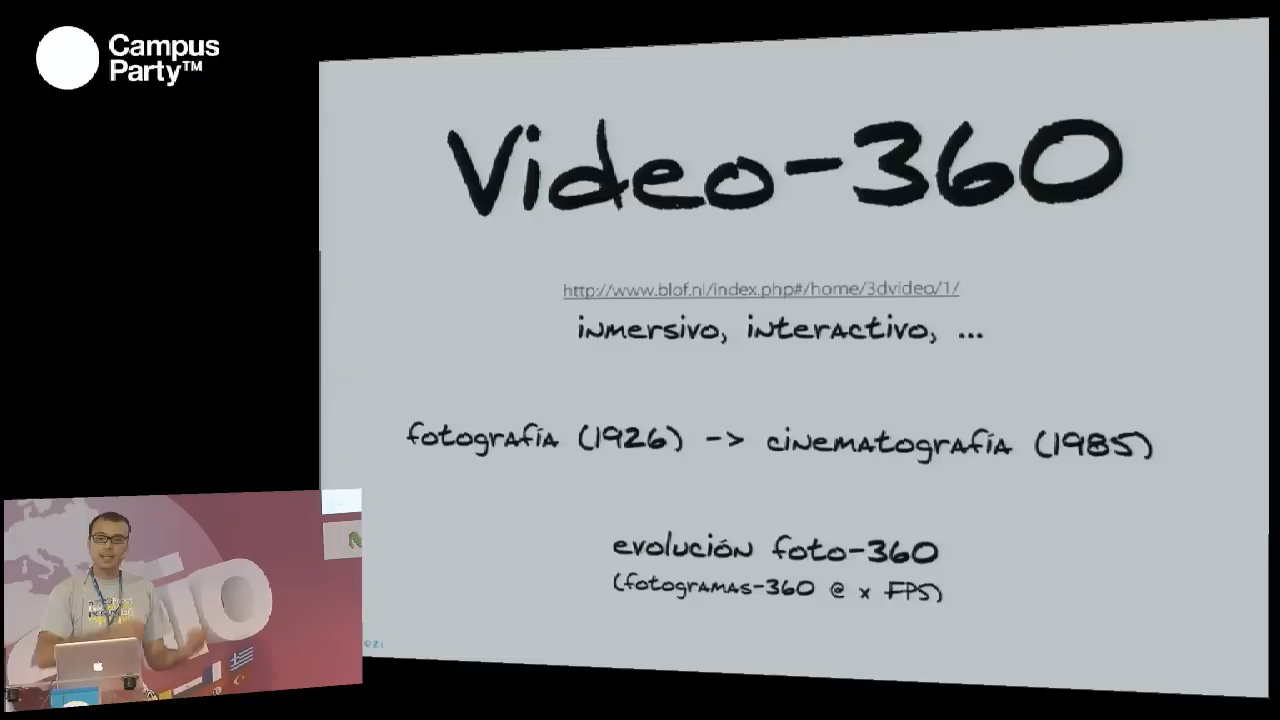 Campus
Party™
Video-360
http://www.blof.nl/index.php#/home/3dvideo/1/
inmersivo, interactivo, ...
fotografía (1926) -> cinematografía (1985)
evolución foto-360
(fotogramas-360 @ x FPS)